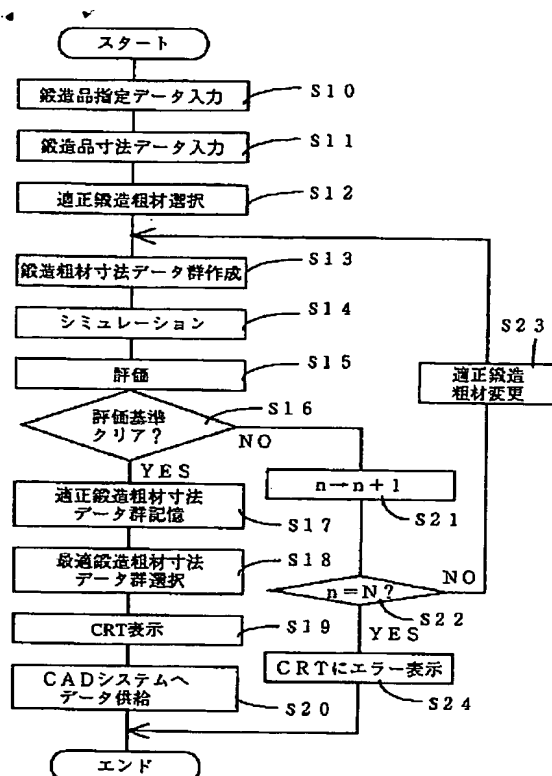 スタート
鍛造品指定データ入力
S10
鍛造品寸法データ入力
S11
適正鍛造粗材選択
S12
鍛造粗材寸法データ群作成
S13
シミュレーション
S14
評価
S15
評価基準
クリア?
S16
NO
YES
適正鍛造粗材寸法
データ群記憶
S17
最適鍛造粗材寸法
データ群選択
S18
CRT表示
S19
CADシステムへ
データ供給
S20
エンド
n→n+1
S21
n=N?
S22
NO
YES
適正鍛造
粗材変更
S23
CRTにエラー表示
S24